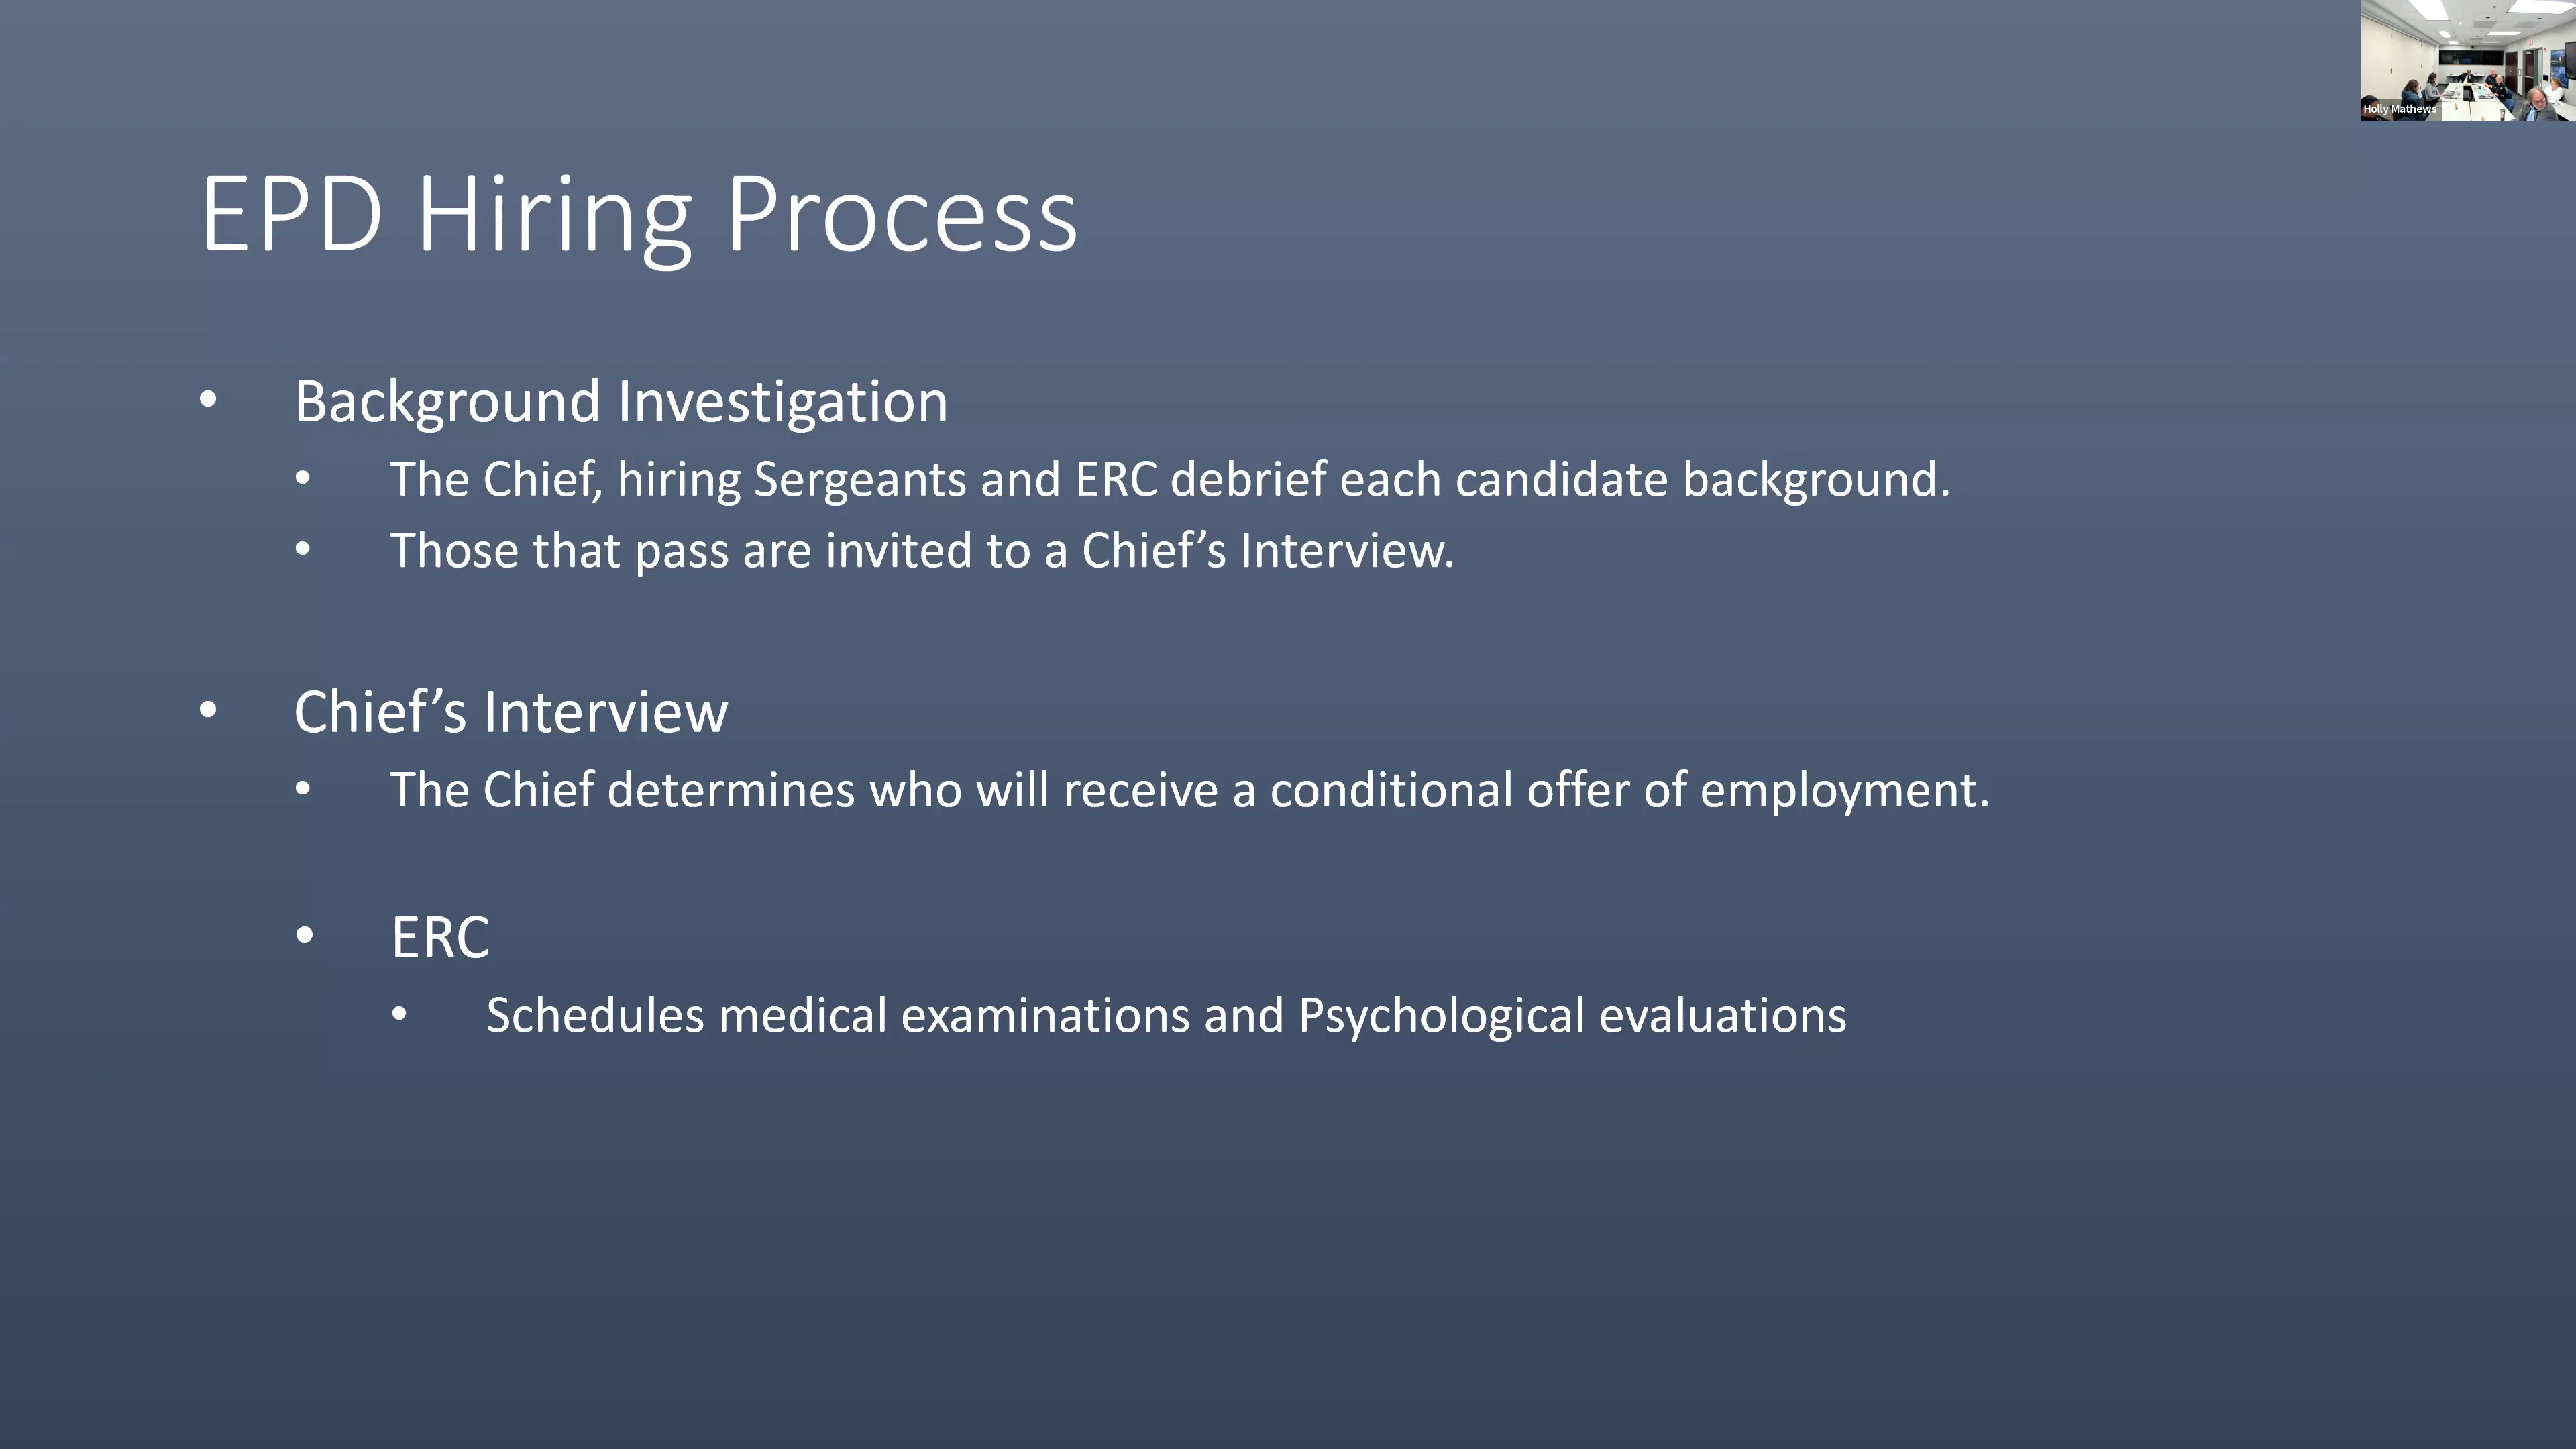 Holly Mathews
EPD Hiring Process
• Background Investigation
• The Chief, hiring Sergeants and ERC debrief each candidate background.
• Those that pass are invited to a Chief’s Interview.
• Chief’s Interview
• The Chief determines who will receive a conditional offer of employment.
• ERC
• Schedules medical examinations and Psychological evaluations